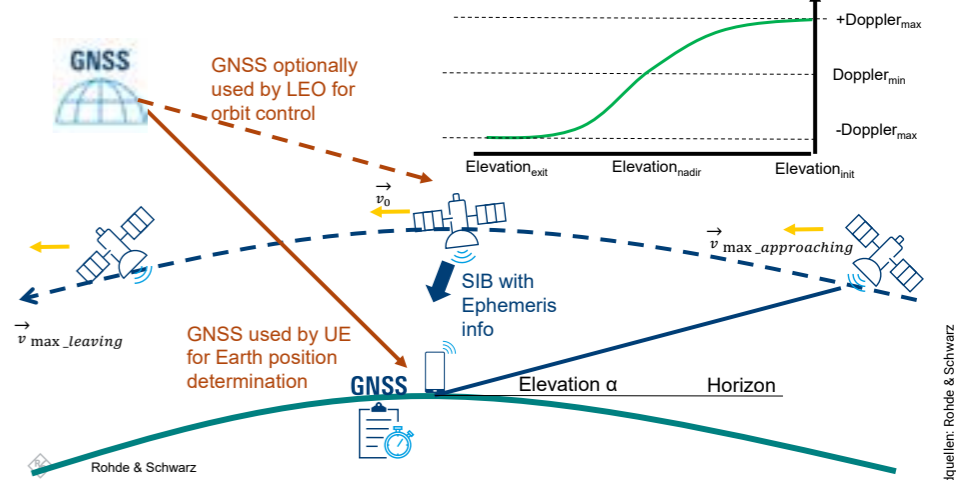 GNSS
GNSS optionally
used by LEO for
orbit control
+Doppler_max
Doppler_min
-Doppler_max
Elevation_exit
Elevation_nadir
Elevation_init
v_0
v_max_approaching
v_max_leaving
SIB with
Ephemeris
info
GNSS used by UE
for Earth position
determination
GNSS
Elevation α
Horizon
Rohde & Schwarz
dquellen: Rohde & Schwarz